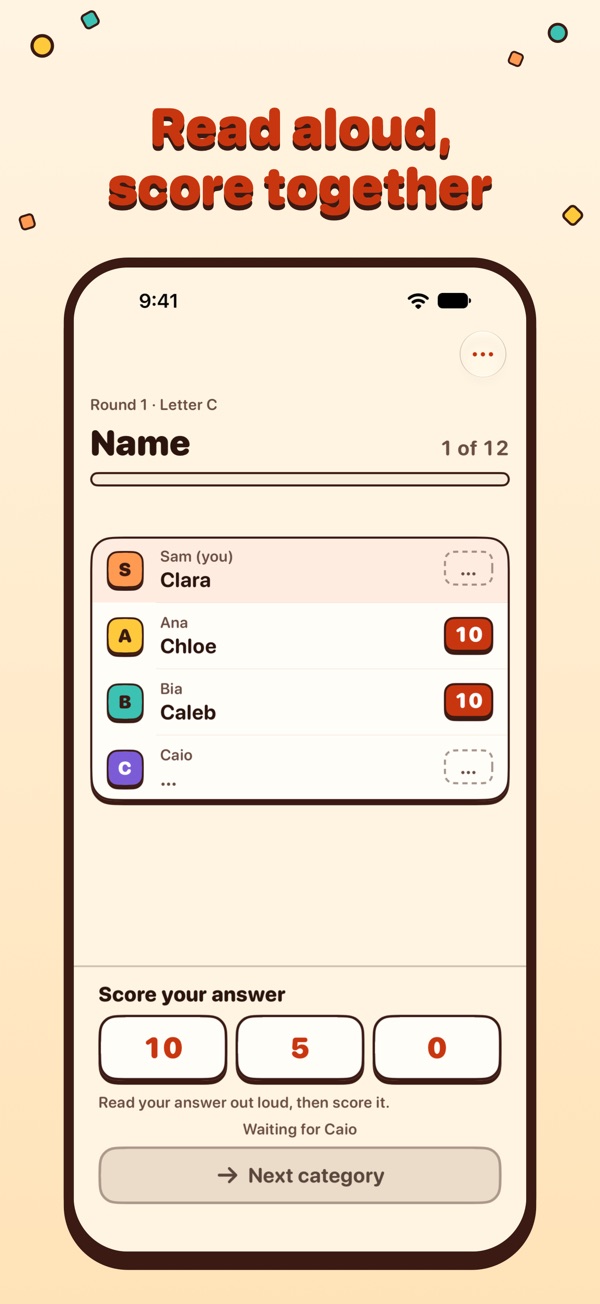 Read aloud,
score together
9:41
Round 1 · Letter C
Name
1 of 12
S
Sam (you)
Clara
...
A
Ana
Chloe
10
B
Bia
Caleb
10
C
Caio
...
...
Score your answer
10
5
0
Read your answer out loud, then score it.
Waiting for Caio
→ Next category